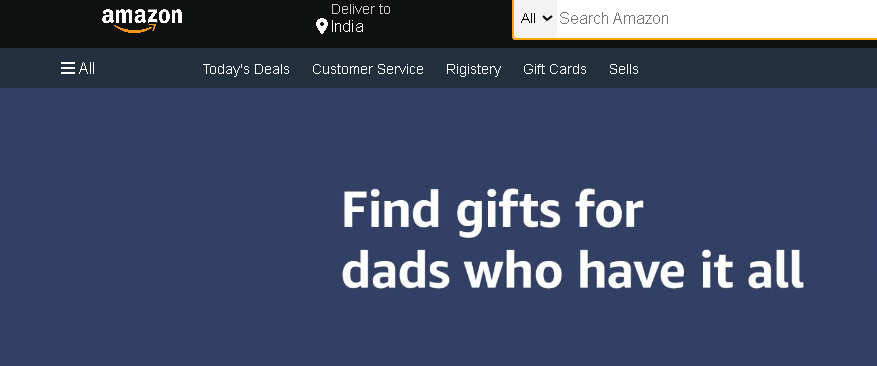 amazon
Deliver to
India
All
Search Amazon
All
Today's Deals
Customer Service
Rigistery
Gift Cards
Sells
Find gifts for
dads who have it all